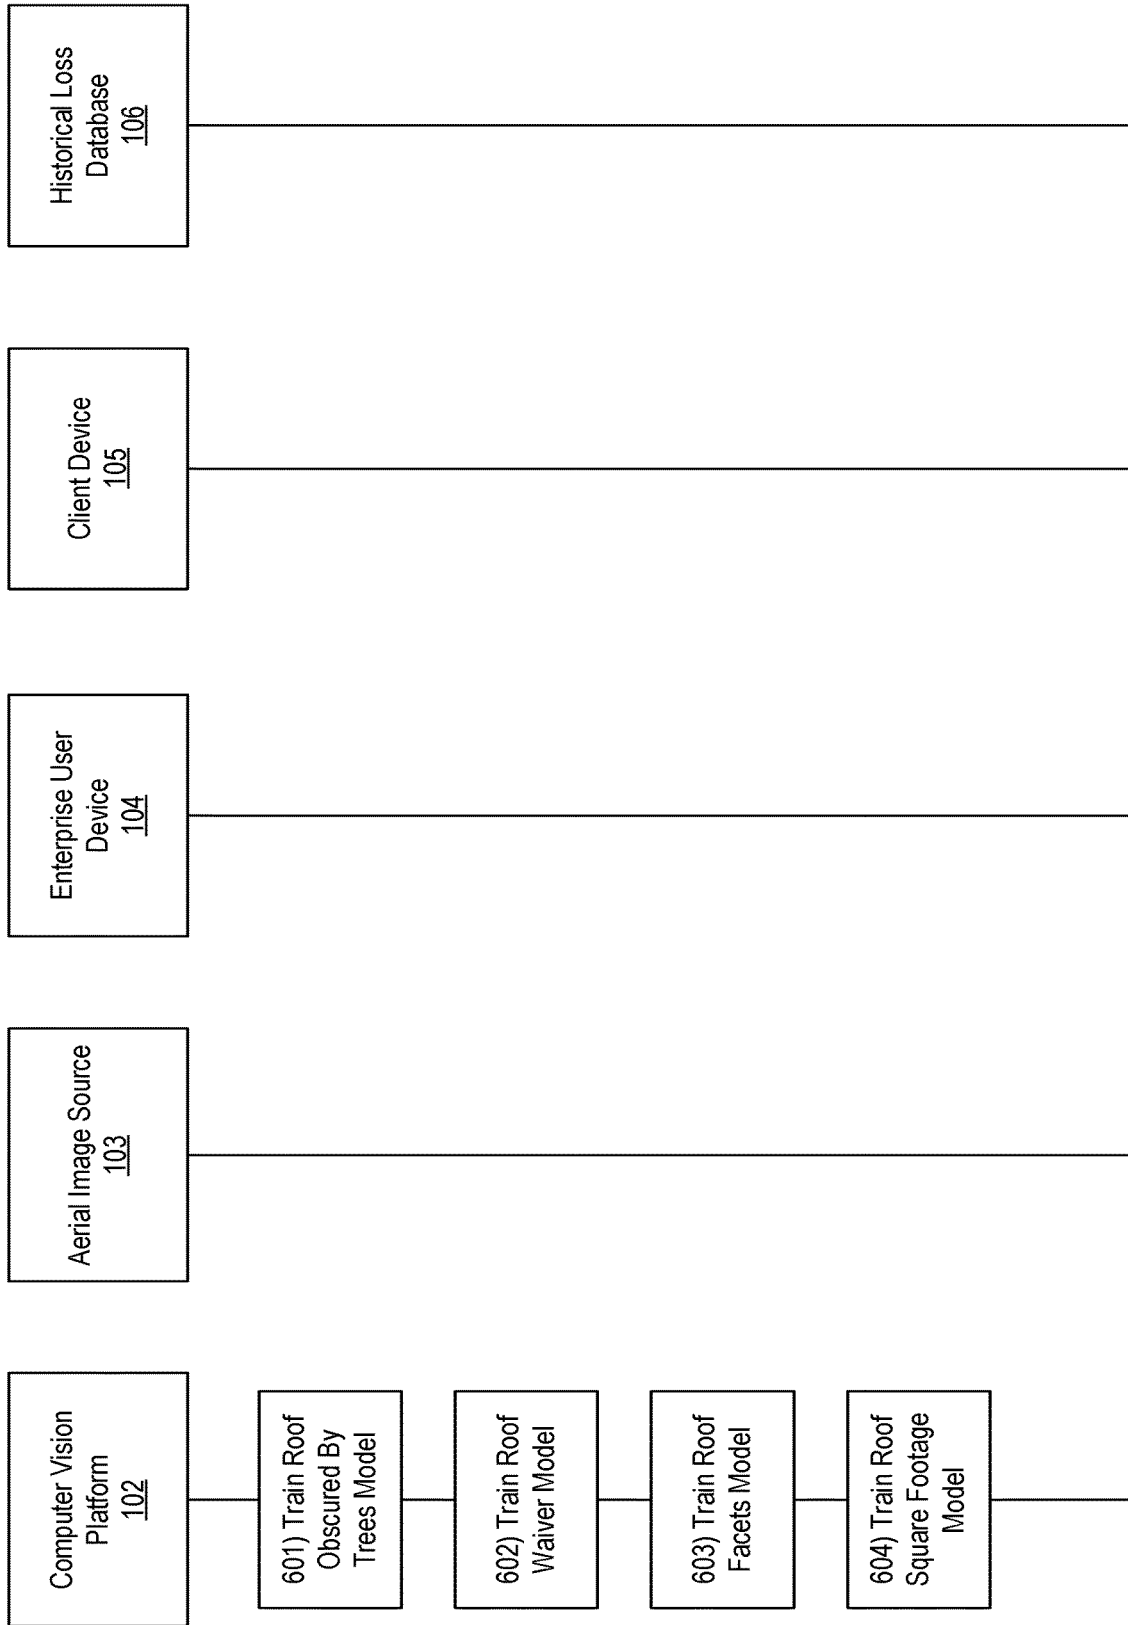 Computer Vision
Platform
102
Aerial Image Source
103
Enterprise User
Device
104
Client Device
105
Historical Loss
Database
106
601) Train Roof
Obscured By
Trees Model
602) Train Roof
Waiver Model
603) Train Roof
Facets Model
604) Train Roof
Square Footage
Model